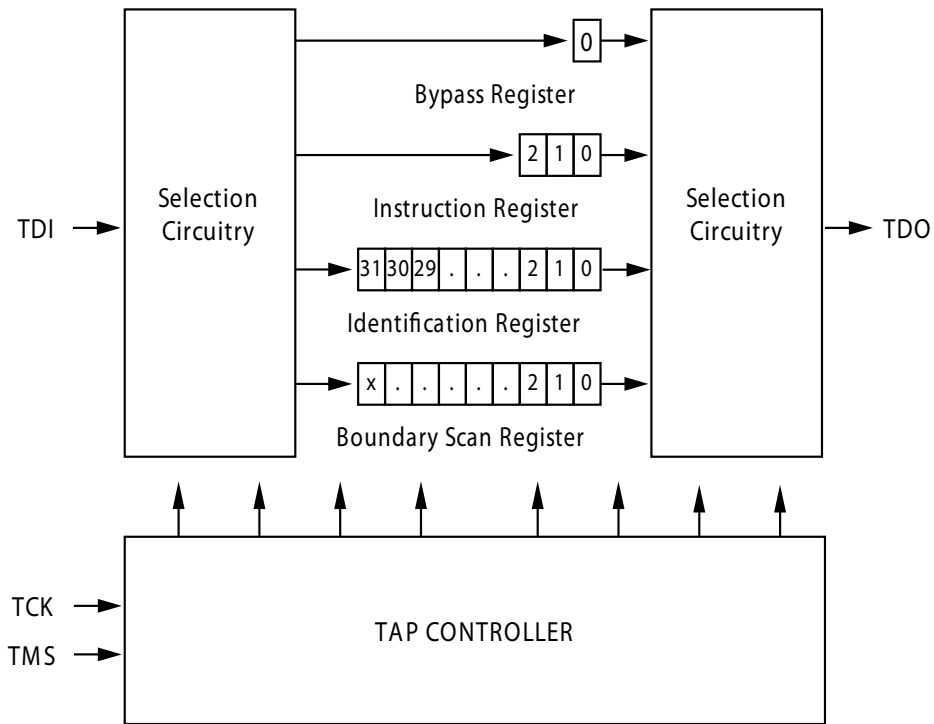 0
Bypass Register
2 1 0
Selection
Circuitry
Instruction Register
Selection
Circuitry
TDI
TDO
31 30 29 . . . 2 1 0
Identification Register
x . . . . . 2 1 0
Boundary Scan Register
TCK
TAP CONTROLLER
TMS